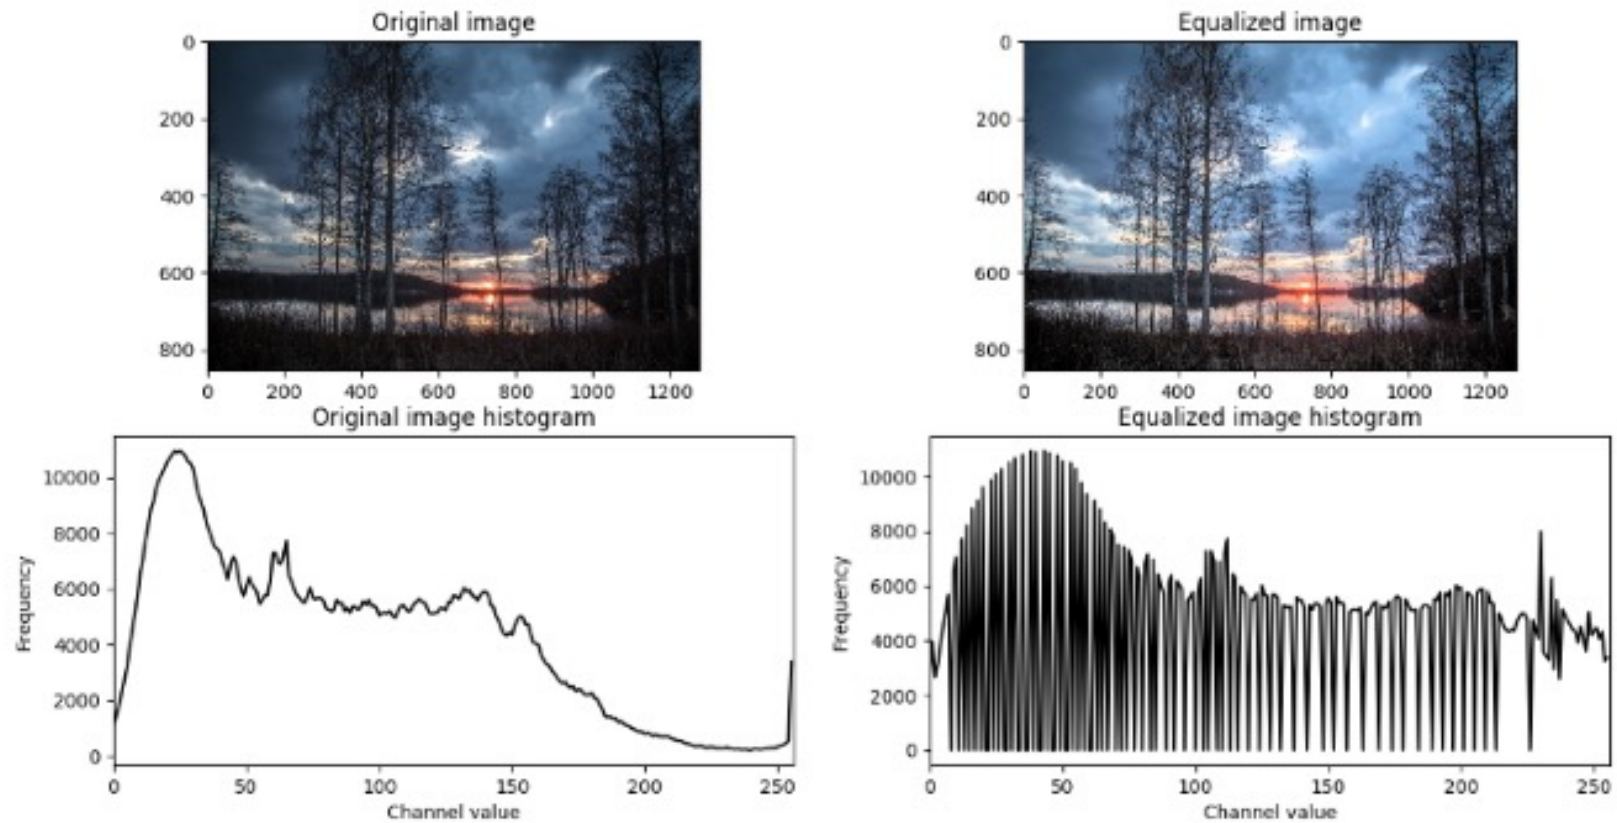 Original image
0
200
400
600
800
0 200 400 600 800 1000 1200
Equalized image
0
200
400
600
800
0 200 400 600 800 1000 1200
Original image histogram
Frequency
10000
8000
6000
4000
2000
0
0 50 100 150 200 250
Channel value
Equalized image histogram
Frequency
10000
8000
6000
4000
2000
0
0 50 100 150 200 250
Channel value